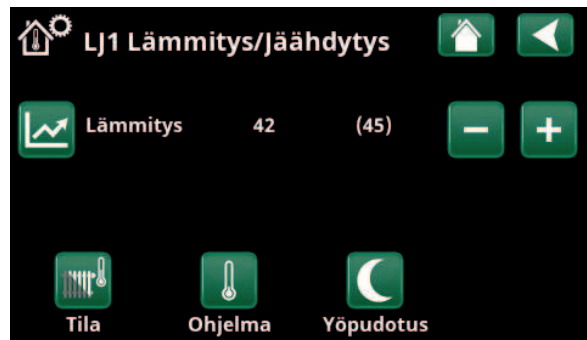 LJ1 Lämmitys/Jäähdytys
Lämmitys 42 (45) − +
Tila Ohjelma Yöpudotus